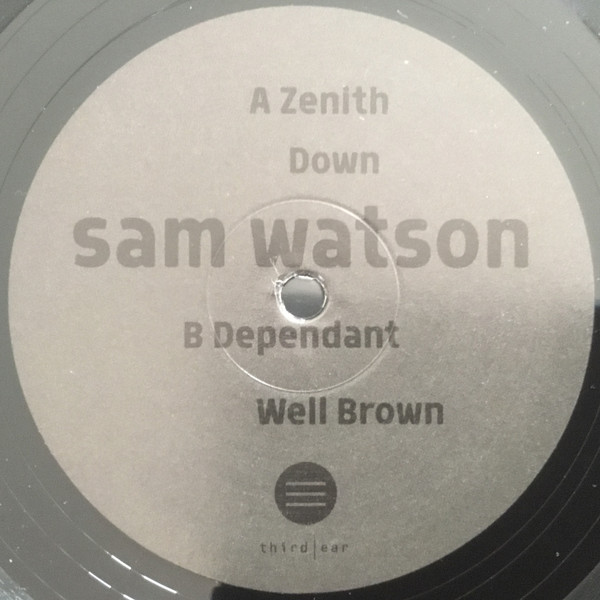 A Zenith
Down
sam watson
B Dependant
Well Brown
third|ear